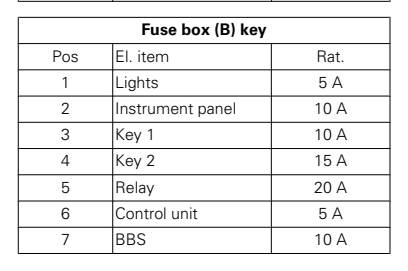 Fuse box (B) key
Pos El. item Rat.
1 Lights 5 A
2 Instrument panel 10 A
3 Key 1 10 A
4 Key 2 15 A
5 Relay 20 A
6 Control unit 5 A
7 BBS 10 A